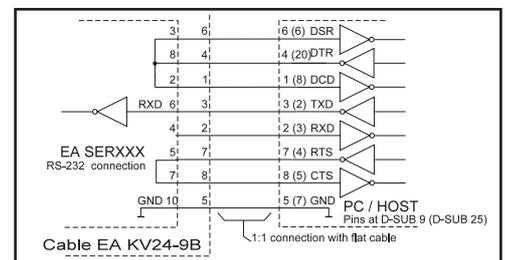 3 6 6 (6) DSR
8 4 4 (20) DTR
2 1 1 (8) DCD
RXD 6 3 3 (2) TXD
4 2 2 (3) RXD
EA SERXXX
RS-232 connection
5 7 7 (4) RTS
7 8 8 (5) CTS
GND 10 5 5 (7) GND
PC / HOST
Pins at D-SUB 9 (D-SUB 25)
1:1 connection with flat cable
Cable EA KV24-9B